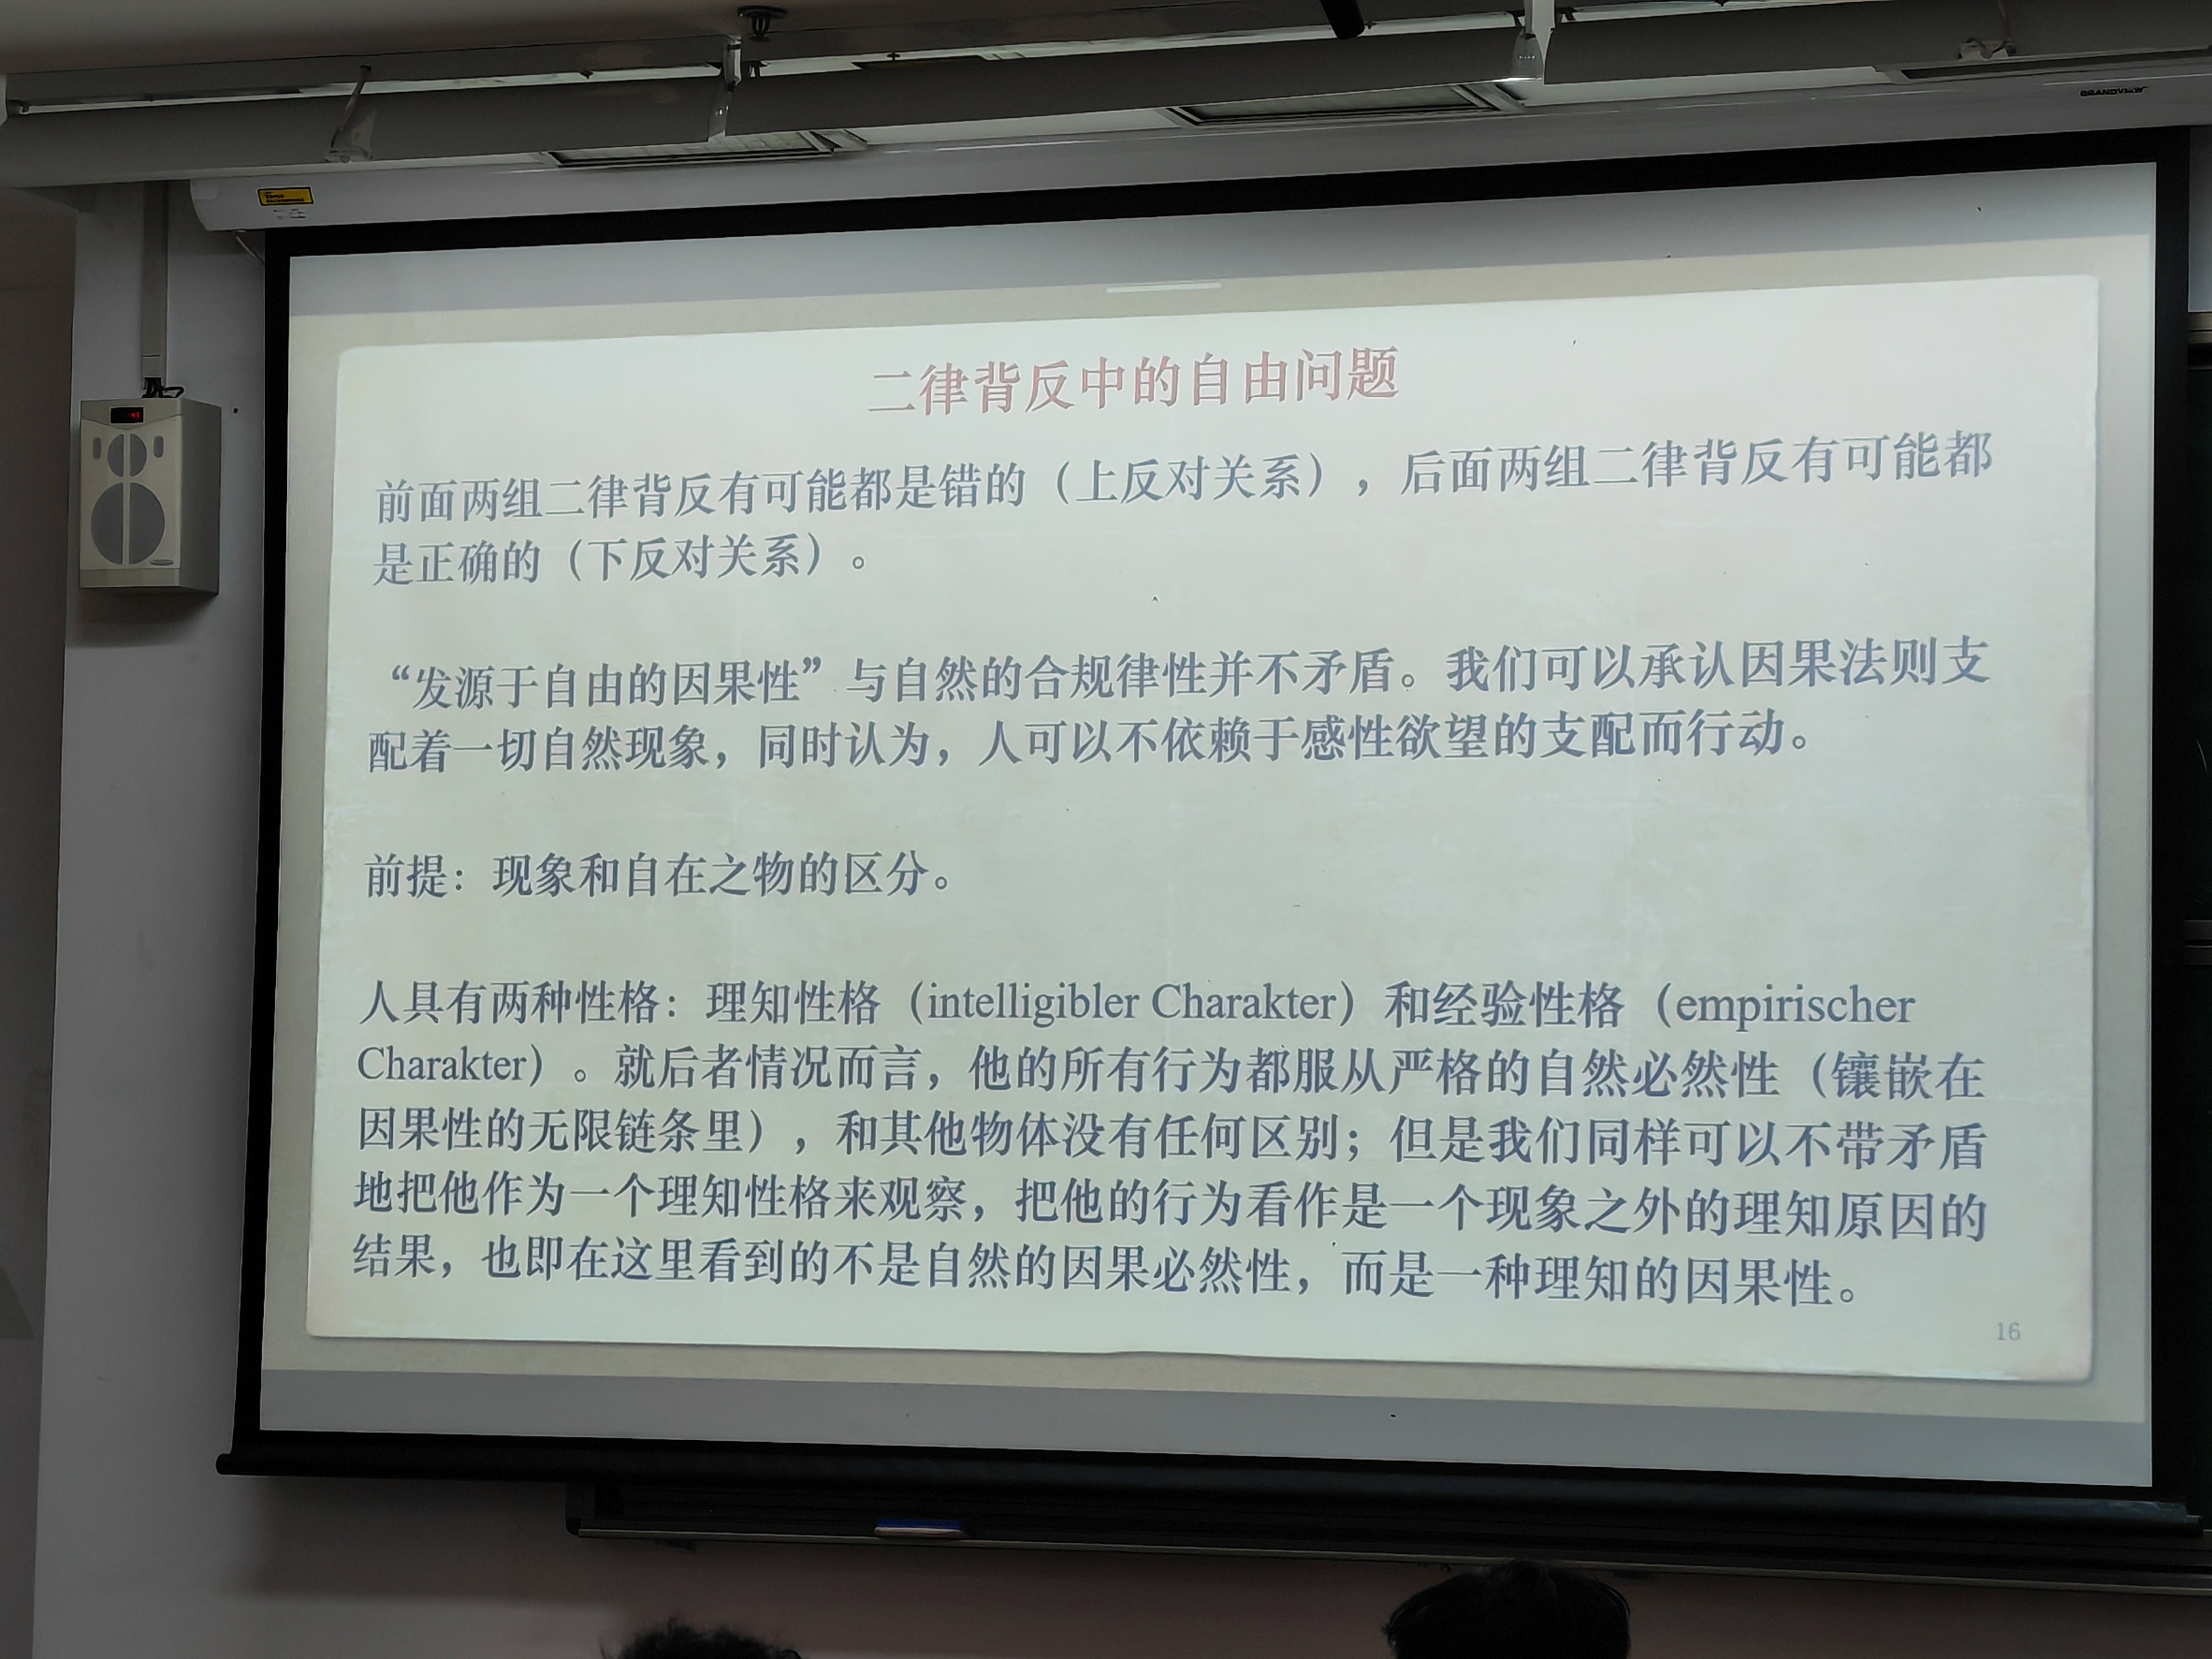 GRANDVIEW
二律背反中的自由问题
前面两组二律背反有可能都是错的（上反对关系），后面两组二律背反有可能都
是正确的（下反对关系）。
“发源于自由的因果性”与自然的合规律性并不矛盾。我们可以承认因果法则支
配着一切自然现象，同时认为，人可以不依赖于感性欲望的支配而行动。
前提：现象和自在之物的区分。
人具有两种性格：理知性格（intelligibler Charakter）和经验性格（empirischer
Charakter）。就后者情况而言，他的所有行为都服从严格的自然必然性（镶嵌在
因果性的无限链条里），和其他物体没有任何区别；但是我们同样可以不带矛盾
地把他作为一个理知性格来观察，把他的行为看作是一个现象之外的理知原因的
结果，也即在这里看到的不是自然的因果必然性，而是一种理知的因果性。
16